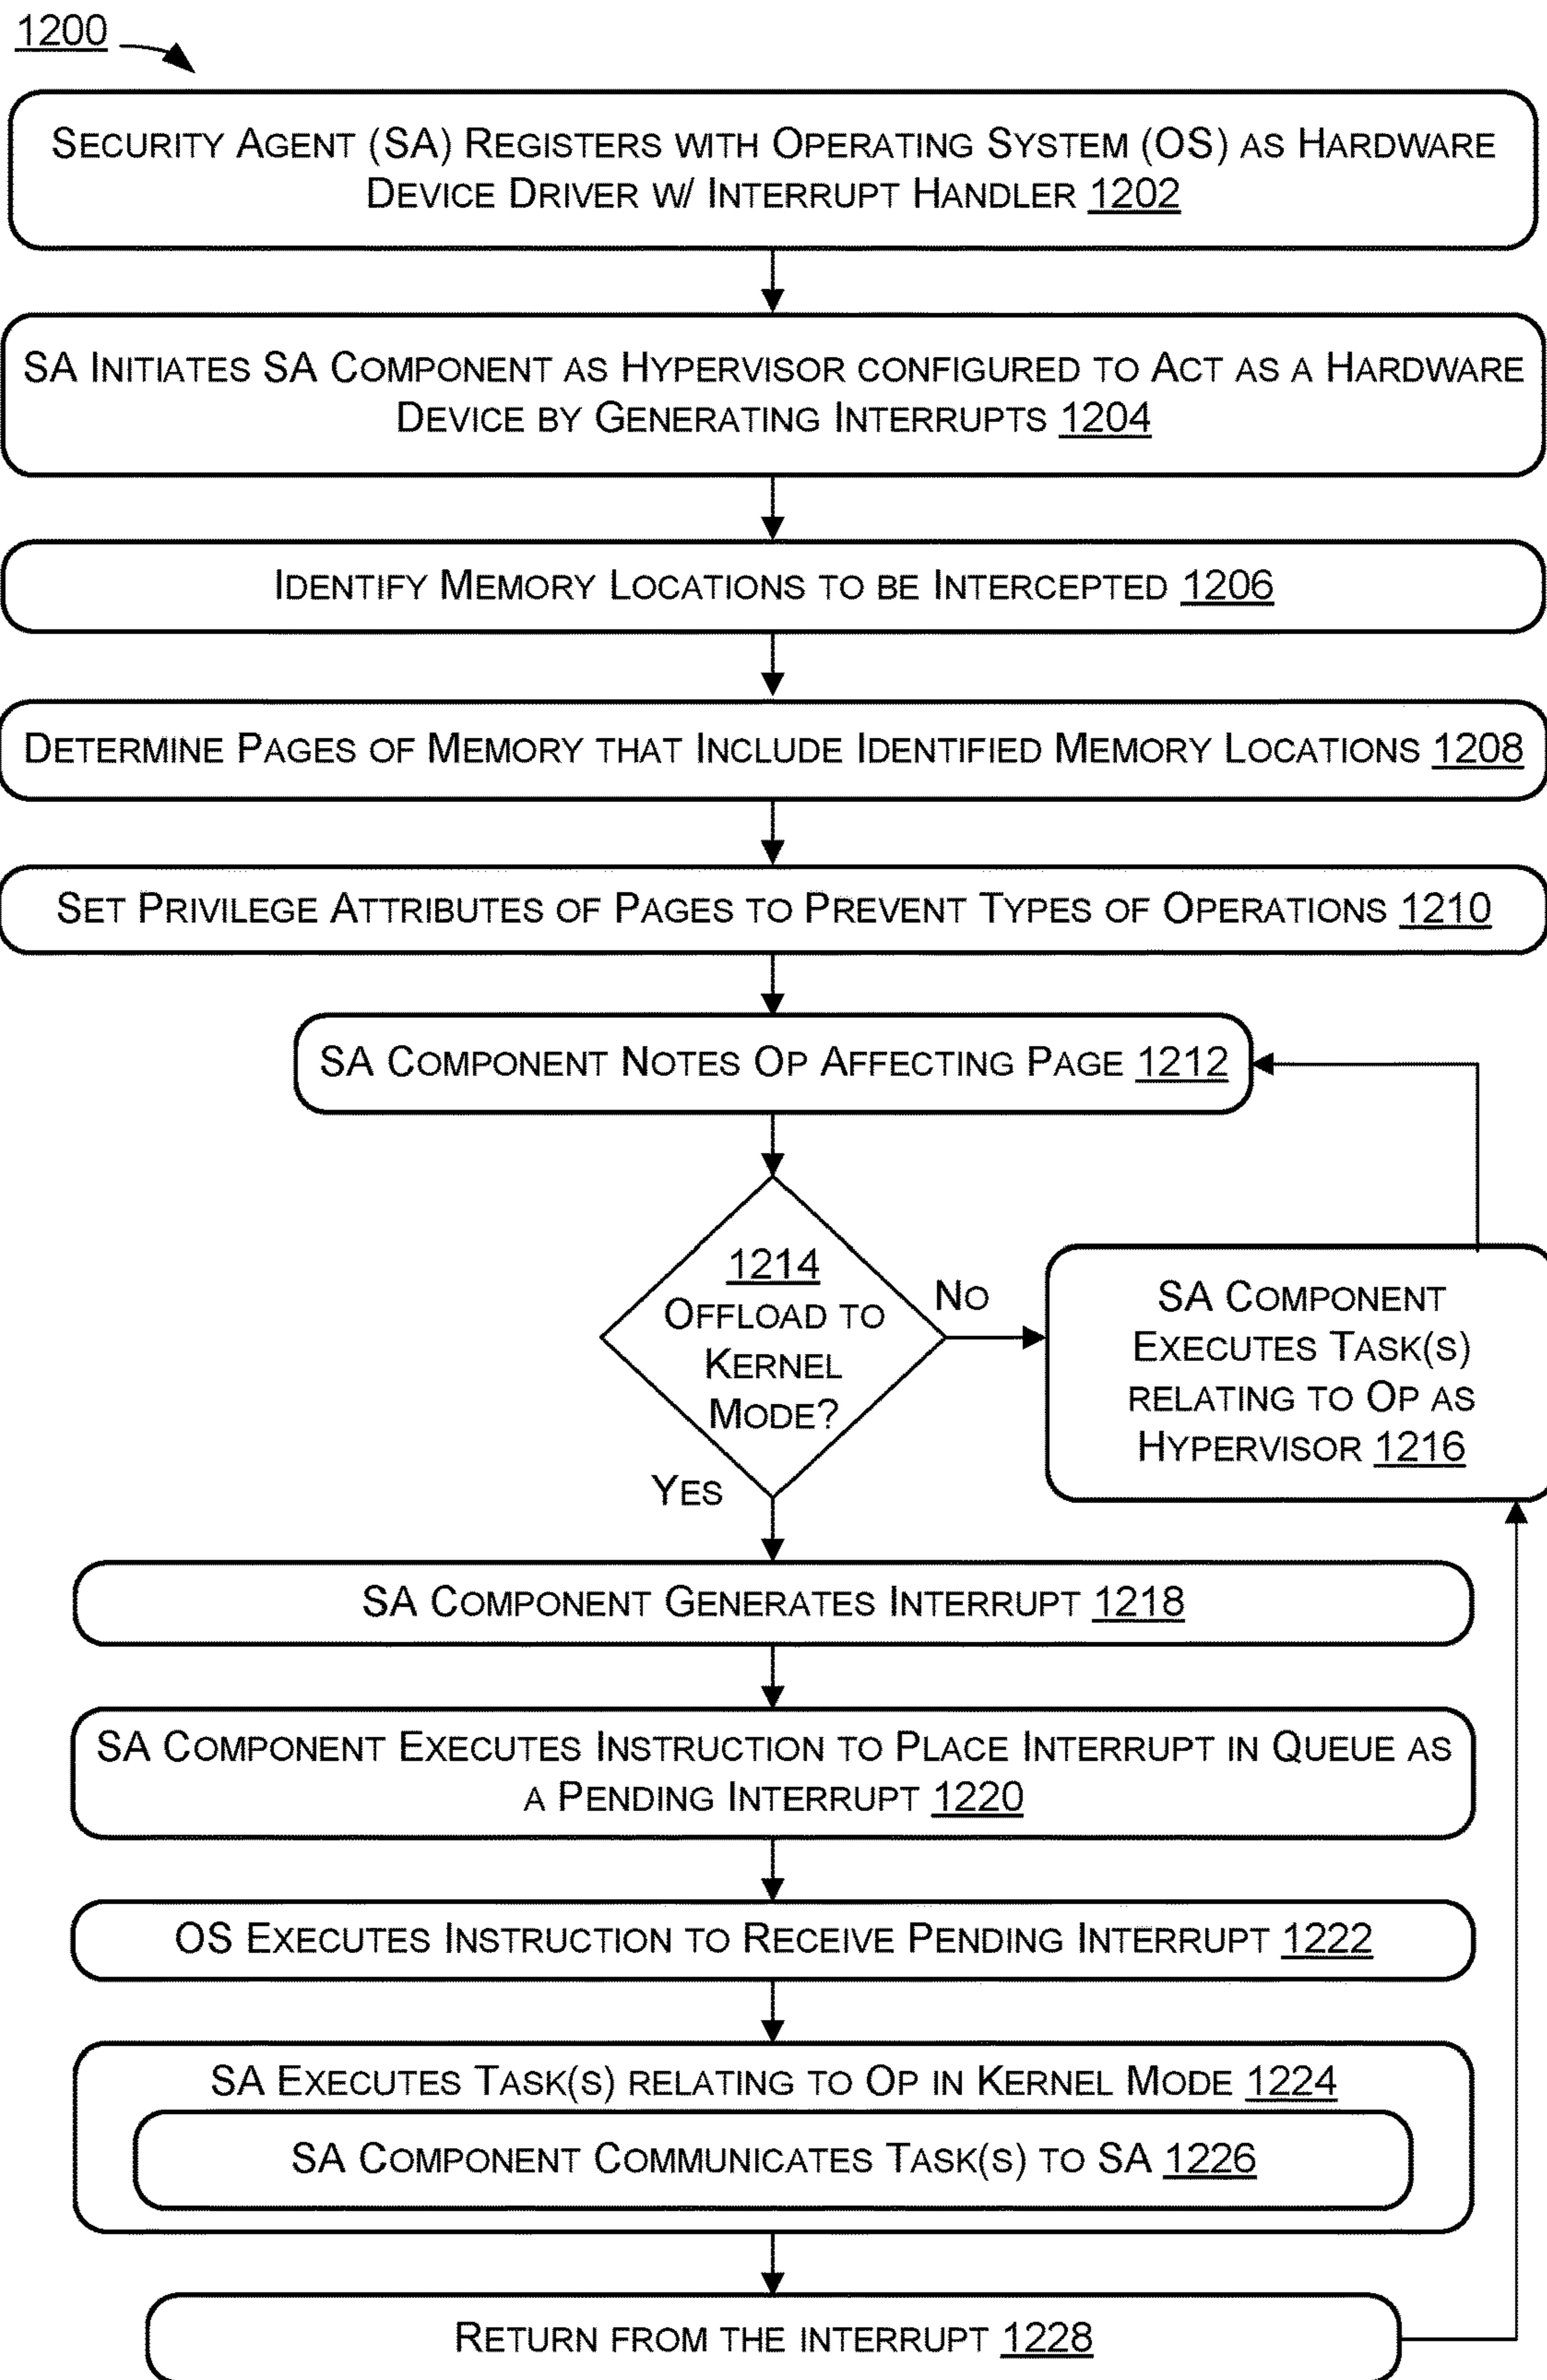 1200
SECURITY AGENT (SA) REGISTERS WITH OPERATING SYSTEM (OS) AS HARDWARE
DEVICE DRIVER W/ INTERRUPT HANDLER 1202
SA INITIATES SA COMPONENT AS HYPERVISOR CONFIGURED TO ACT AS A HARDWARE
DEVICE BY GENERATING INTERRUPTS 1204
IDENTIFY MEMORY LOCATIONS TO BE INTERCEPTED 1206
DETERMINE PAGES OF MEMORY THAT INCLUDE IDENTIFIED MEMORY LOCATIONS 1208
SET PRIVILEGE ATTRIBUTES OF PAGES TO PREVENT TYPES OF OPERATIONS 1210
SA COMPONENT NOTES OP AFFECTING PAGE 1212
1214
OFFLOAD TO
KERNEL
MODE?
NO
SA COMPONENT
EXECUTES TASK(S)
RELATING TO OP AS
HYPERVISOR 1216
YES
SA COMPONENT GENERATES INTERRUPT 1218
SA COMPONENT EXECUTES INSTRUCTION TO PLACE INTERRUPT IN QUEUE AS
A PENDING INTERRUPT 1220
OS EXECUTES INSTRUCTION TO RECEIVE PENDING INTERRUPT 1222
SA EXECUTES TASK(S) RELATING TO OP IN KERNEL MODE 1224
SA COMPONENT COMMUNICATES TASK(S) TO SA 1226
RETURN FROM THE INTERRUPT 1228